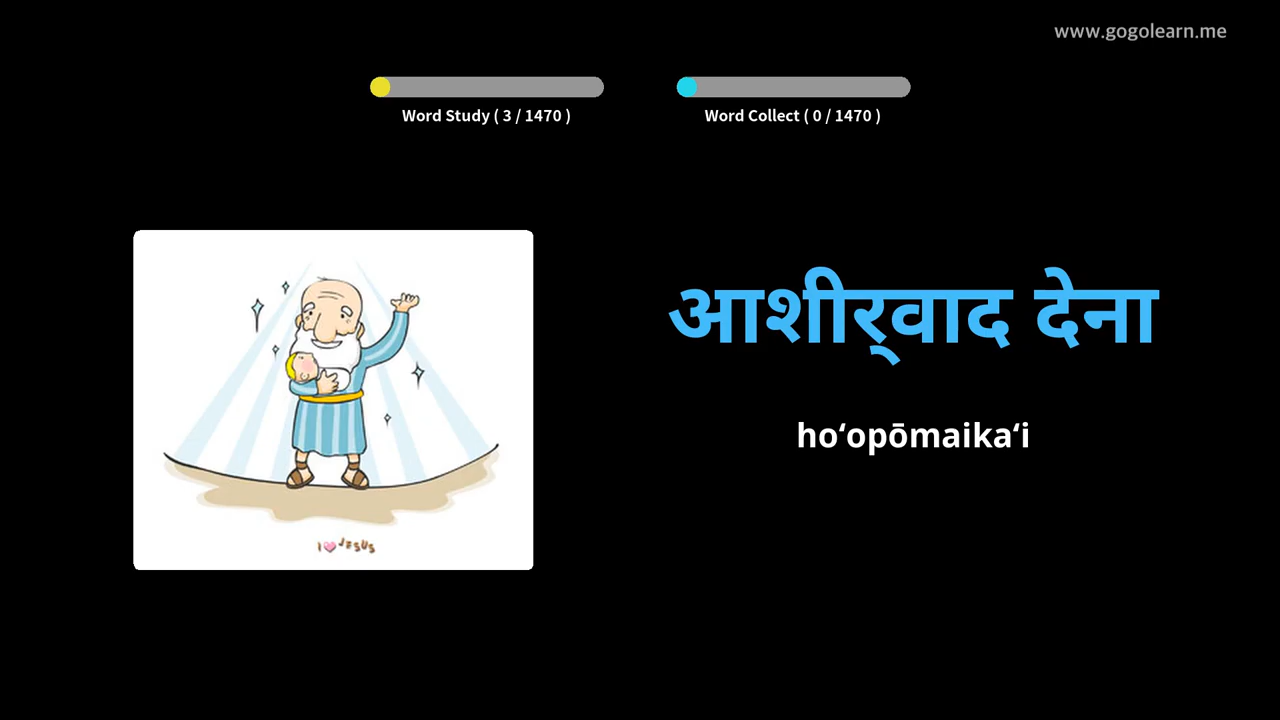 www.gogolearn.me
Word Study ( 3 / 1470 )
Word Collect ( 0 / 1470 )
आशीर्‍वाद देना
hoʻopōmaikaʻi
I JESUS